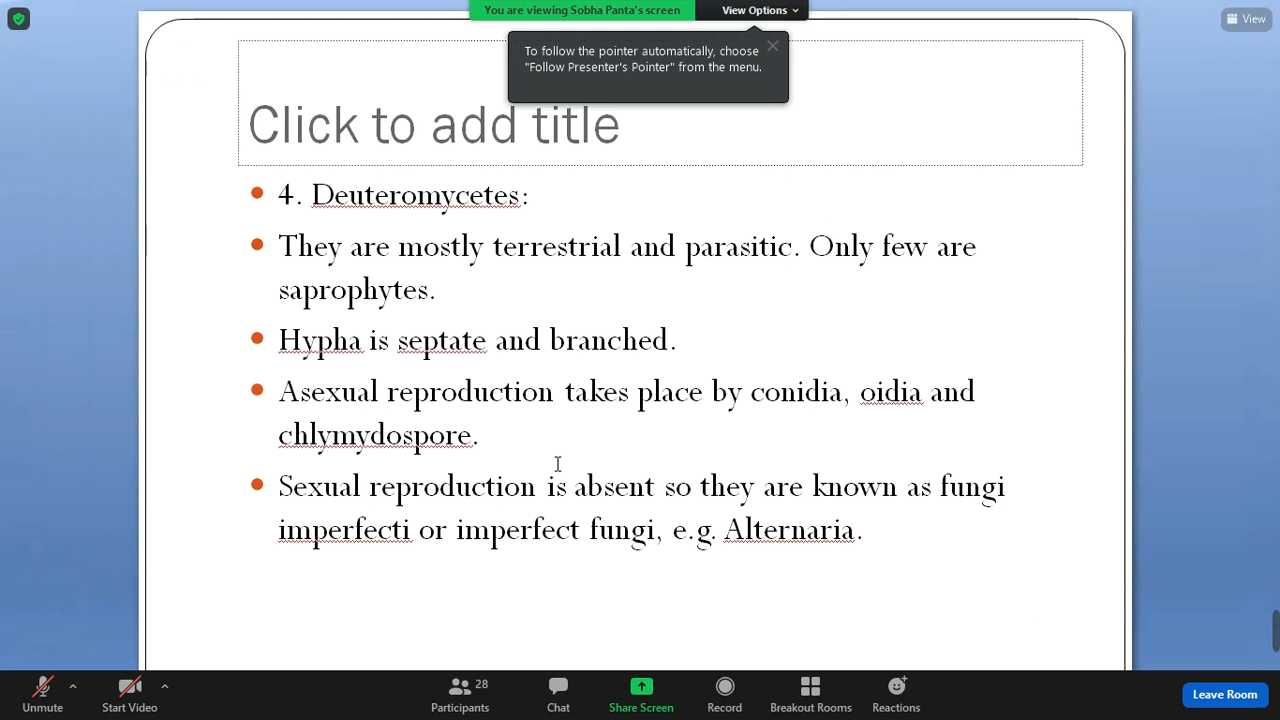 You are viewing Sobha Panta's screen
View Options
View
To follow the pointer automatically, choose
"Follow Presenter's Pointer" from the menu.
Click to add title
4. Deuteromycetes:
They are mostly terrestrial and parasitic. Only few are
saprophytes.
Hypha is septate and branched.
Asexual reproduction takes place by conidia, oidia and
chlymydospore.
Sexual reproduction is absent so they are known as fungi
imperfecti or imperfect fungi, e.g. Alternaria.
Unmute
Start Video
28
Participants
Chat
Share Screen
Record
Breakout Rooms
Reactions
Leave Room